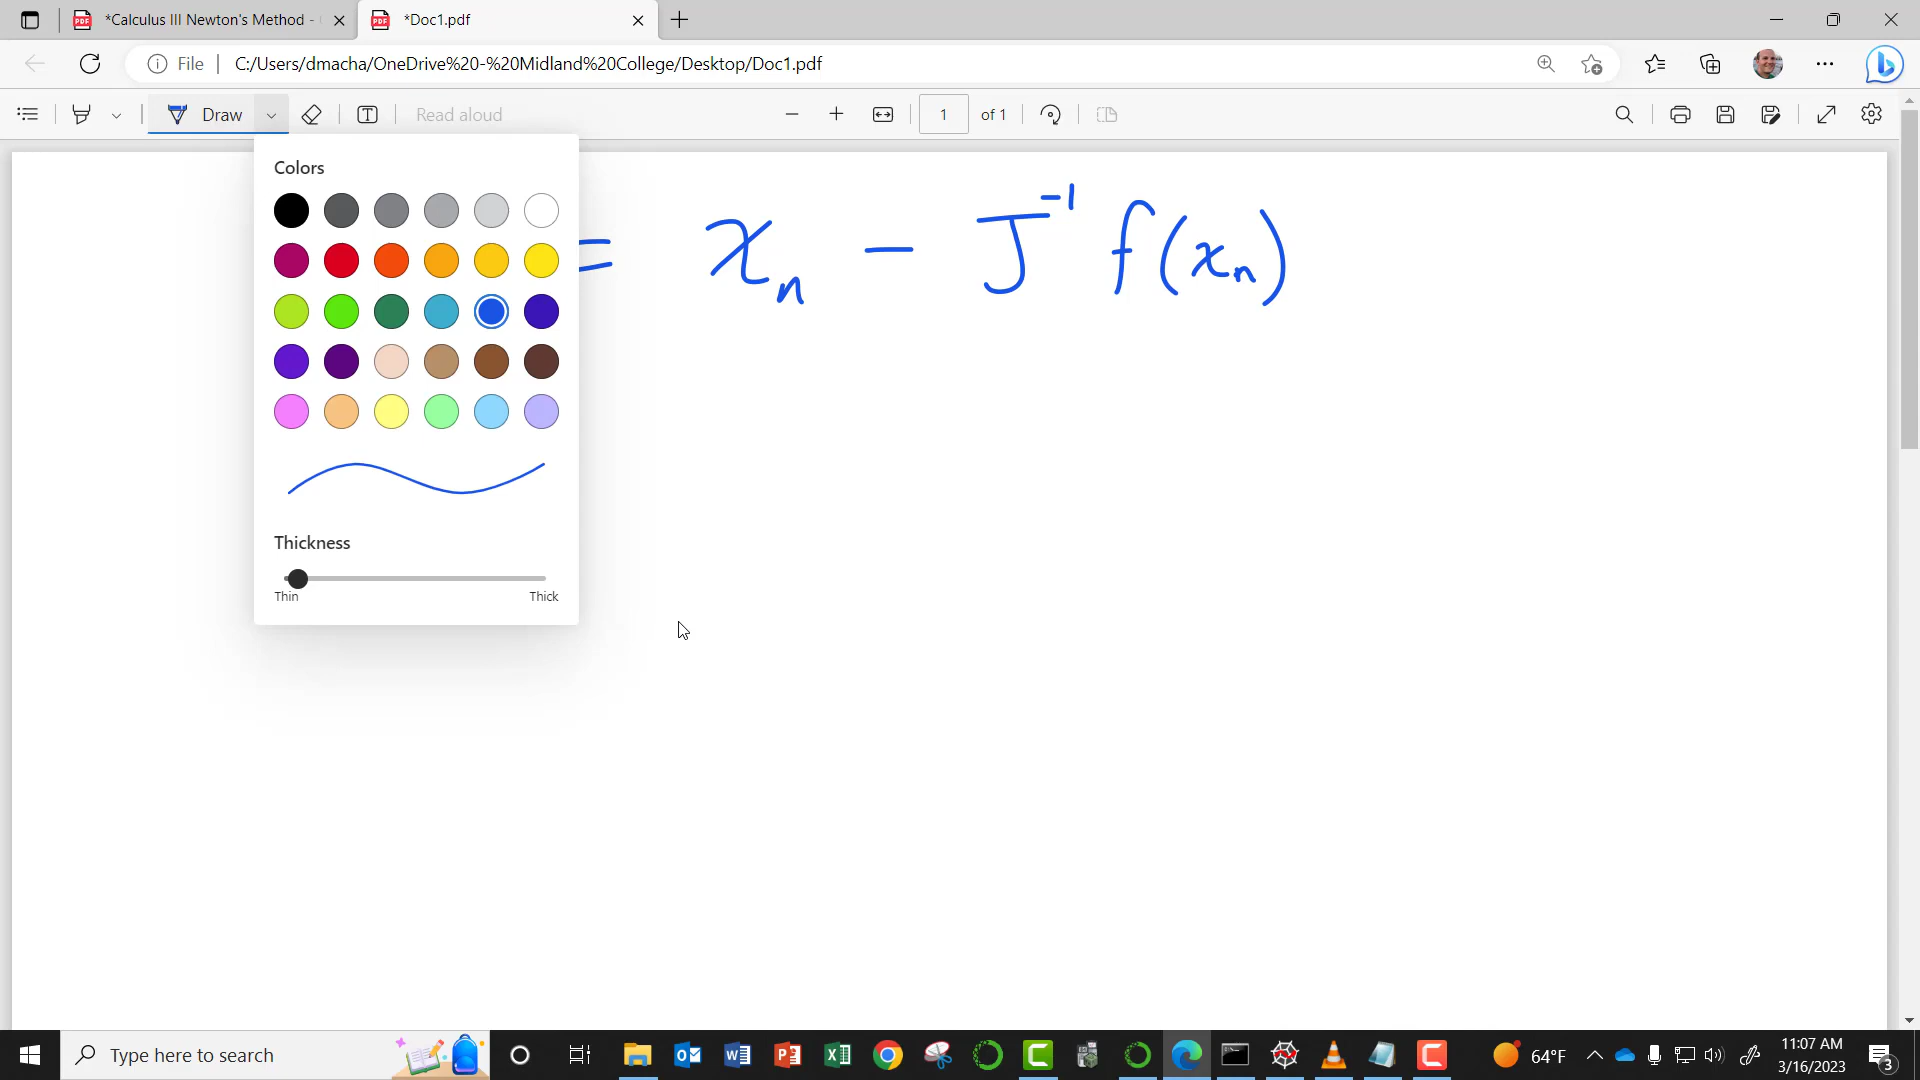 *Calculus III Newton's Method -
*Doc1.pdf
File
C:/Users/dmacha/OneDrive%20-%20Midland%20College/Desktop/Doc1.pdf
Draw
Read aloud
1
of 1
Colors
= xₙ - J⁻¹ f(xₙ)
Thickness
Thin
Thick
Type here to search
64°F
11:07 AM
3/16/2023
3